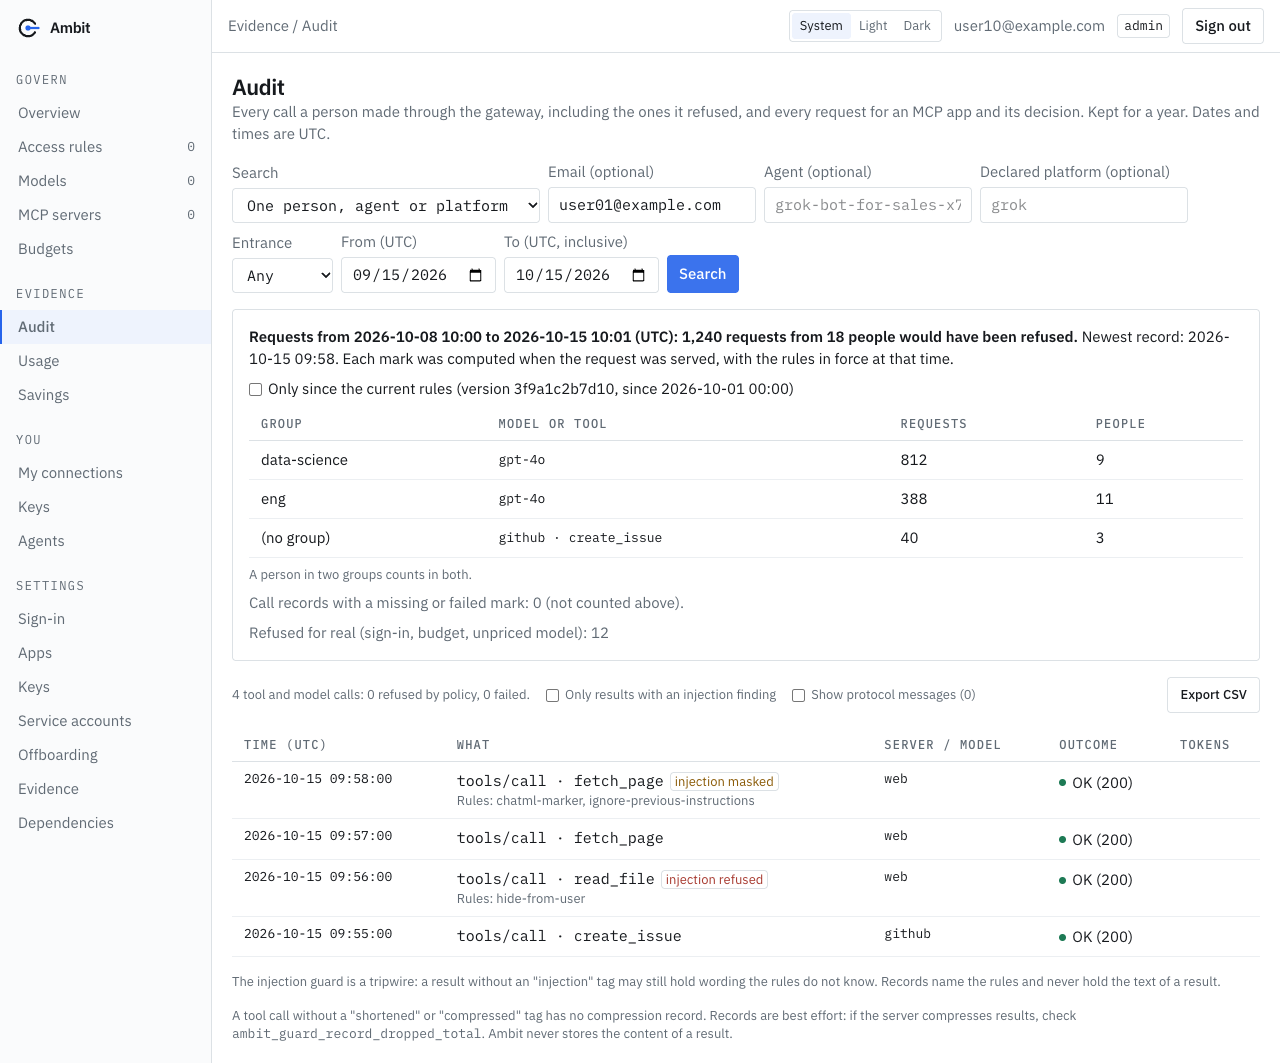 Ambit
Evidence / Audit
System Light Dark
user10@example.com
admin
Sign out
GOVERN
Overview
Access rules 0
Models 0
MCP servers 0
Budgets
EVIDENCE
Audit
Usage
Savings
YOU
My connections
Keys
Agents
SETTINGS
Sign-in
Apps
Keys
Service accounts
Offboarding
Evidence
Dependencies
Audit
Every call a person made through the gateway, including the ones it refused, and every request for an MCP app and its decision. Kept for a year. Dates and
times are UTC.
Search Email (optional) Agent (optional) Declared platform (optional)
One person, agent or platform user01@example.com grok-bot-for-sales-x7 grok
Entrance From (UTC) To (UTC, inclusive)
Any 09/15/2026 10/15/2026 Search
Requests from 2026-10-08 10:00 to 2026-10-15 10:01 (UTC): 1,240 requests from 18 people would have been refused. Newest record: 2026-
10-15 09:58. Each mark was computed when the request was served, with the rules in force at that time.
Only since the current rules (version 3f9a1c2b7d10, since 2026-10-01 00:00)
GROUP MODEL OR TOOL REQUESTS PEOPLE
data-science gpt-4o 812 9
eng gpt-4o 388 11
(no group) github · create_issue 40 3
A person in two groups counts in both.
Call records with a missing or failed mark: 0 (not counted above).
Refused for real (sign-in, budget, unpriced model): 12
4 tool and model calls: 0 refused by policy, 0 failed. Only results with an injection finding Show protocol messages (0) Export CSV
TIME (UTC) WHAT SERVER / MODEL OUTCOME TOKENS
2026-10-15 09:58:00 tools/call · fetch_page injection masked web OK (200)
Rules: chatml-marker, ignore-previous-instructions
2026-10-15 09:57:00 tools/call · fetch_page web OK (200)
2026-10-15 09:56:00 tools/call · read_file injection refused web OK (200)
Rules: hide-from-user
2026-10-15 09:55:00 tools/call · create_issue github OK (200)
The injection guard is a tripwire: a result without an "injection" tag may still hold wording the rules do not know. Records name the rules and never hold the text of a result.
A tool call without a "shortened" or "compressed" tag has no compression record. Records are best effort: if the server compresses results, check
ambit_guard_record_dropped_total. Ambit never stores the content of a result.